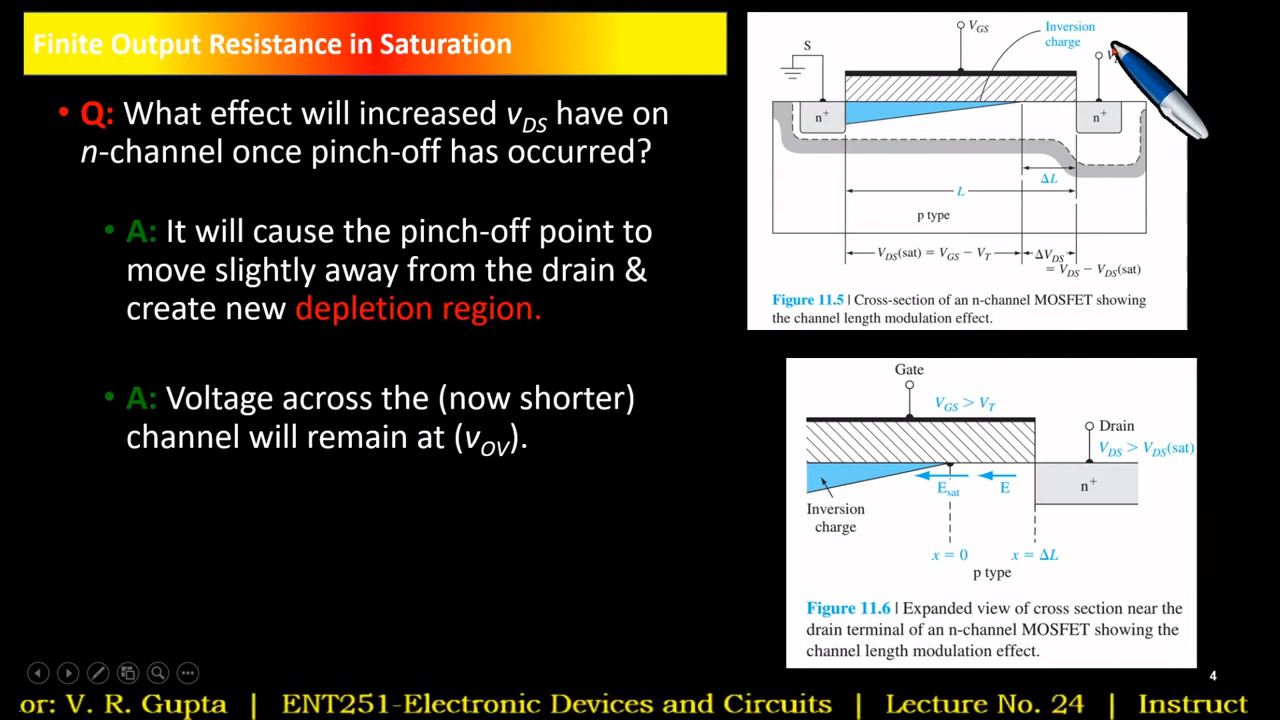 Finite Output Resistance in Saturation
• Q: What effect will increased vDS have on
n-channel once pinch-off has occurred?
• A: It will cause the pinch-off point to
move slightly away from the drain &
create new depletion region.
• A: Voltage across the (now shorter)
channel will remain at (vOV).
VGS
Inversion
charge
S
n+
n+
ΔL
L
p type
VDS(sat) = VGS − VT
ΔVDS
= VDS − VDS(sat)
Figure 11.5 | Cross-section of an n-channel MOSFET showing
the channel length modulation effect.
Gate
VGS > VT
Drain
VDS > VDS(sat)
Esat
E
n+
Inversion
charge
x = 0
x = ΔL
p type
Figure 11.6 | Expanded view of cross section near the
drain terminal of an n-channel MOSFET showing the
channel length modulation effect.
4
or: V. R. Gupta | ENT251-Electronic Devices and Circuits | Lecture No. 24 | Instruct